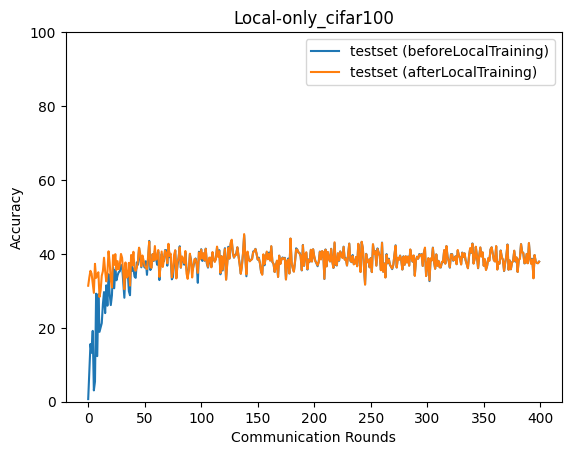 Local-only_cifar100
testset (beforeLocalTraining)
testset (afterLocalTraining)
Accuracy
100
80
60
40
20
0
0 50 100 150 200 250 300 350 400
Communication Rounds